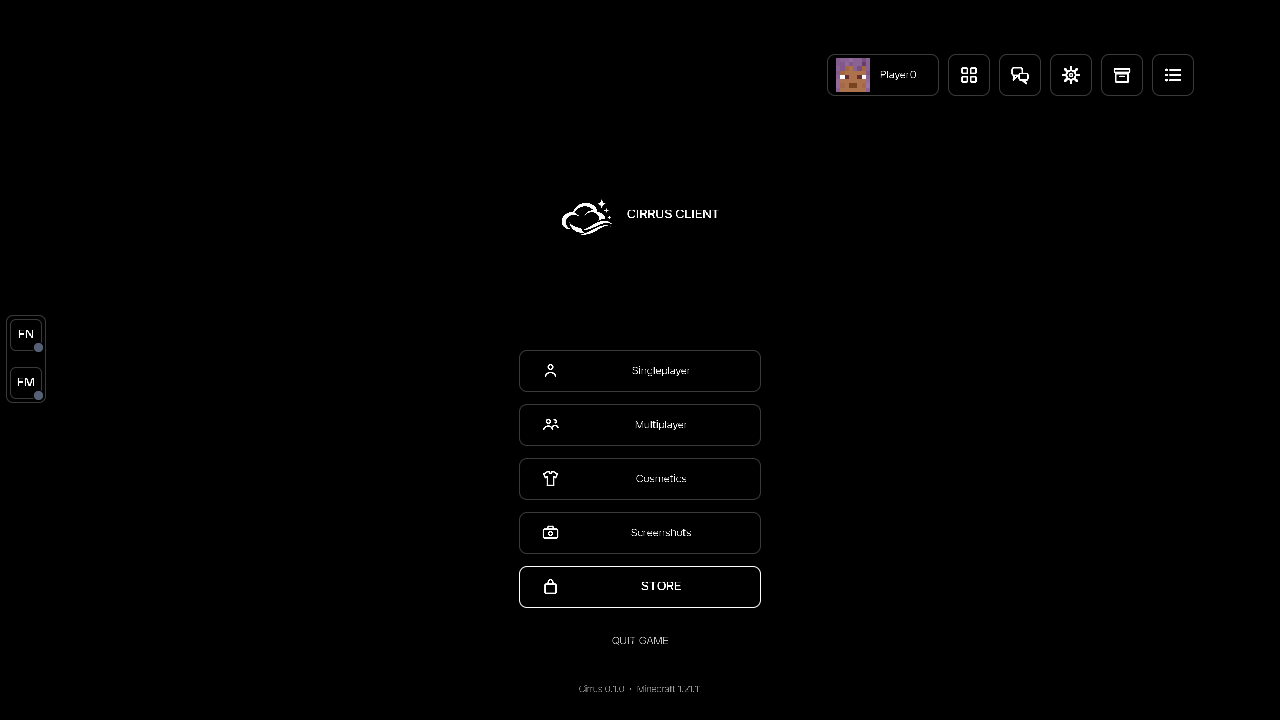 Player0
CIRRUS CLIENT
EN
EM
Singleplayer
Multiplayer
Cosmetics
Screenshots
STORE
QUIT GAME
Cirrus 0.1.0 • Minecraft 1.21.1